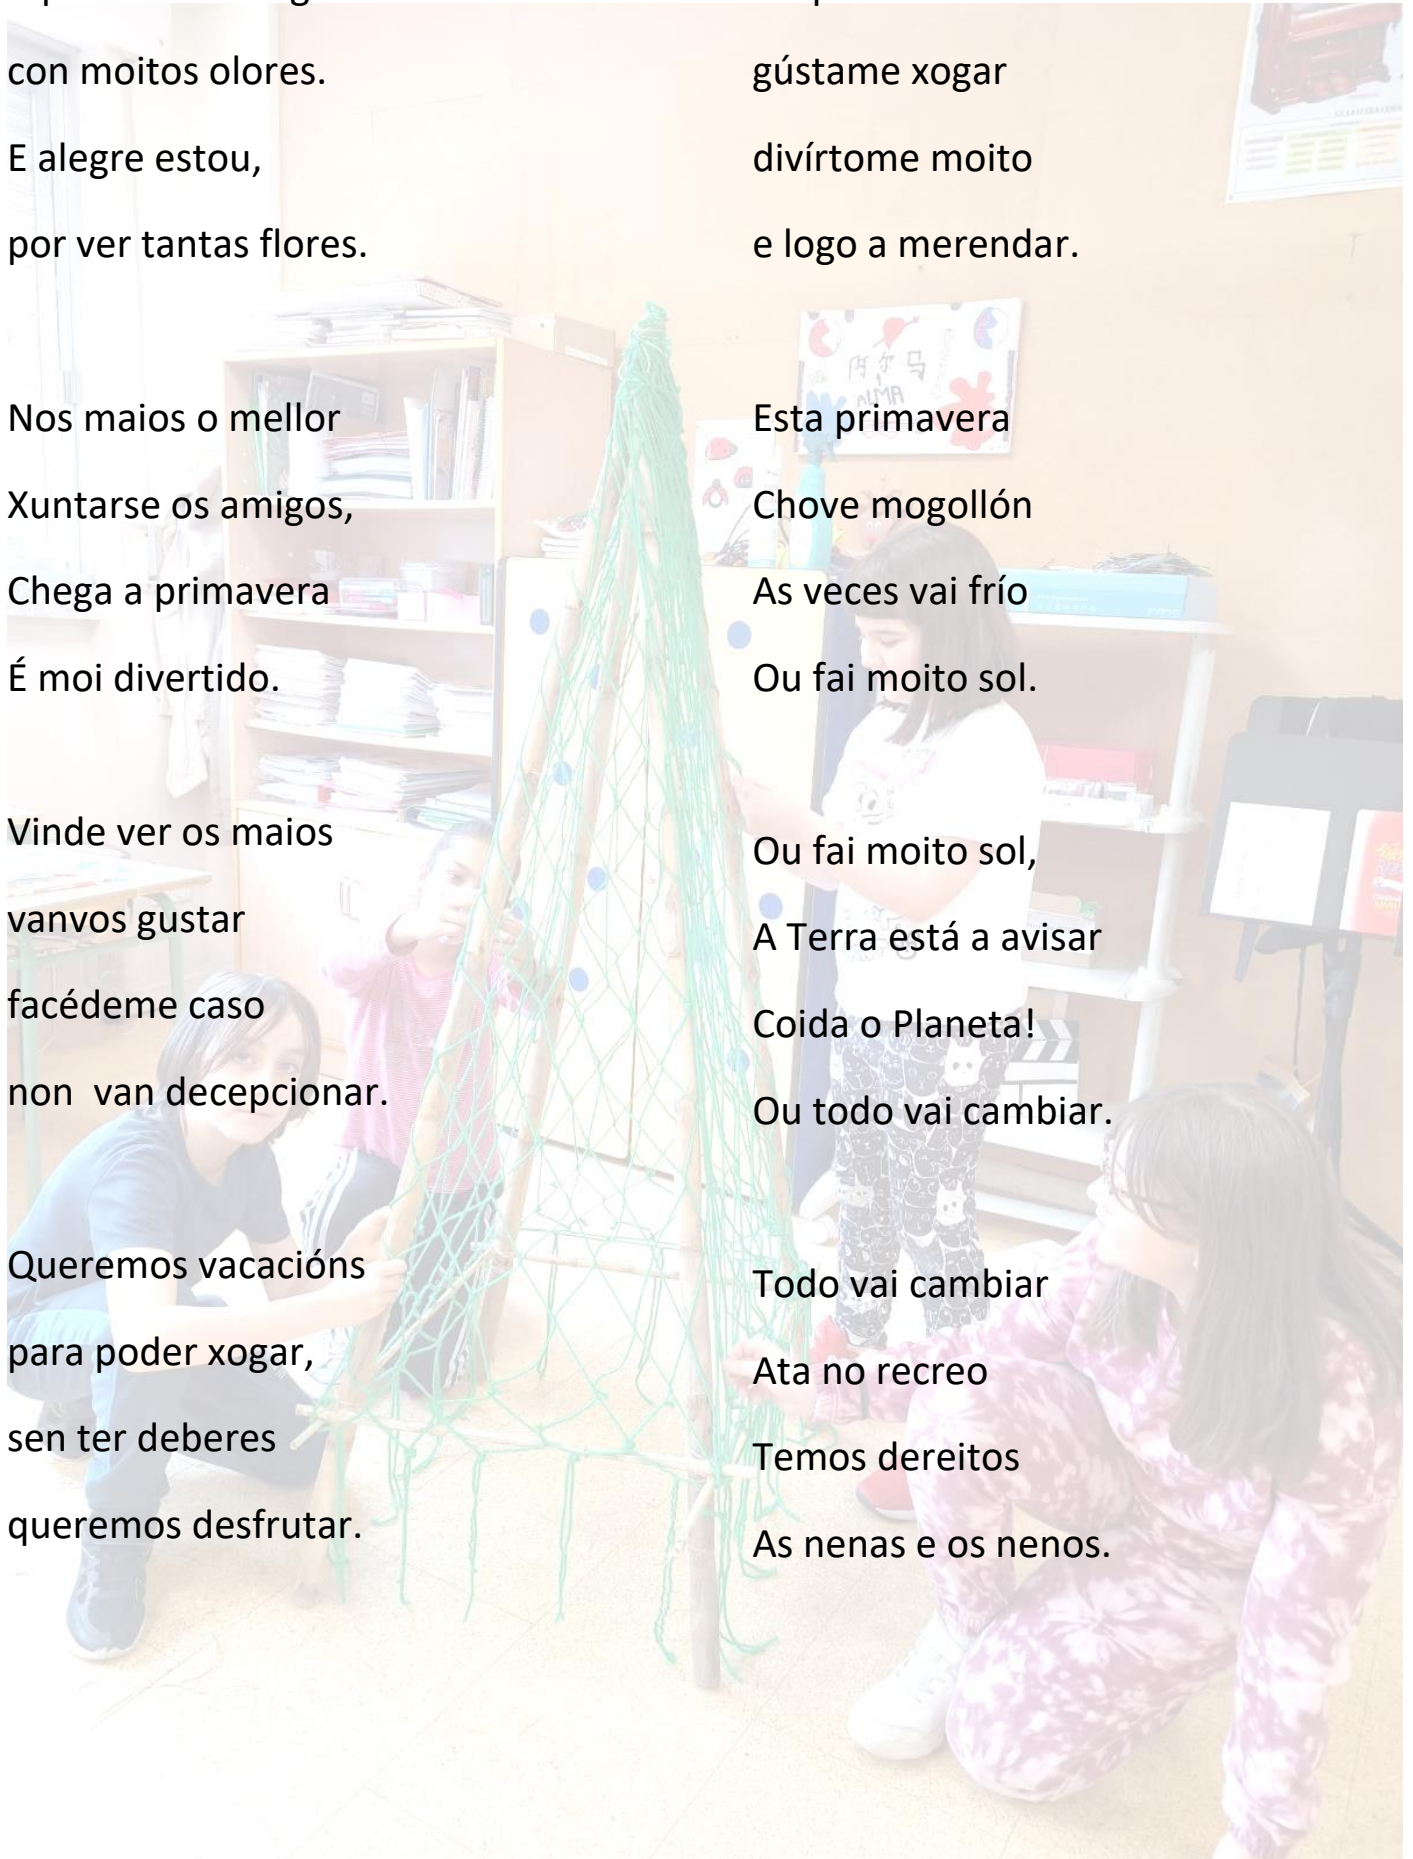 con moitos olores.
E alegre estou,
por ver tantas flores.
Nos maios o mellor
Xuntarse os amigos,
Chega a primavera
É moi divertido.
Vinde ver os maios
vanvos gustar
facédeme caso
non  van decepcionar.
Queremos vacacións
para poder xogar,
sen ter deberes
queremos desfrutar.
gústame xogar
divírtome moito
e logo a merendar.
Esta primavera
Chove mogollón
As veces vai frío
Ou fai moito sol.
Ou fai moito sol,
A Terra está a avisar
Coida o Planeta!
Ou todo vai cambiar.
Todo vai cambiar
Ata no recreo
Temos dereitos
As nenas e os nenos.
阿尔马
ALMA